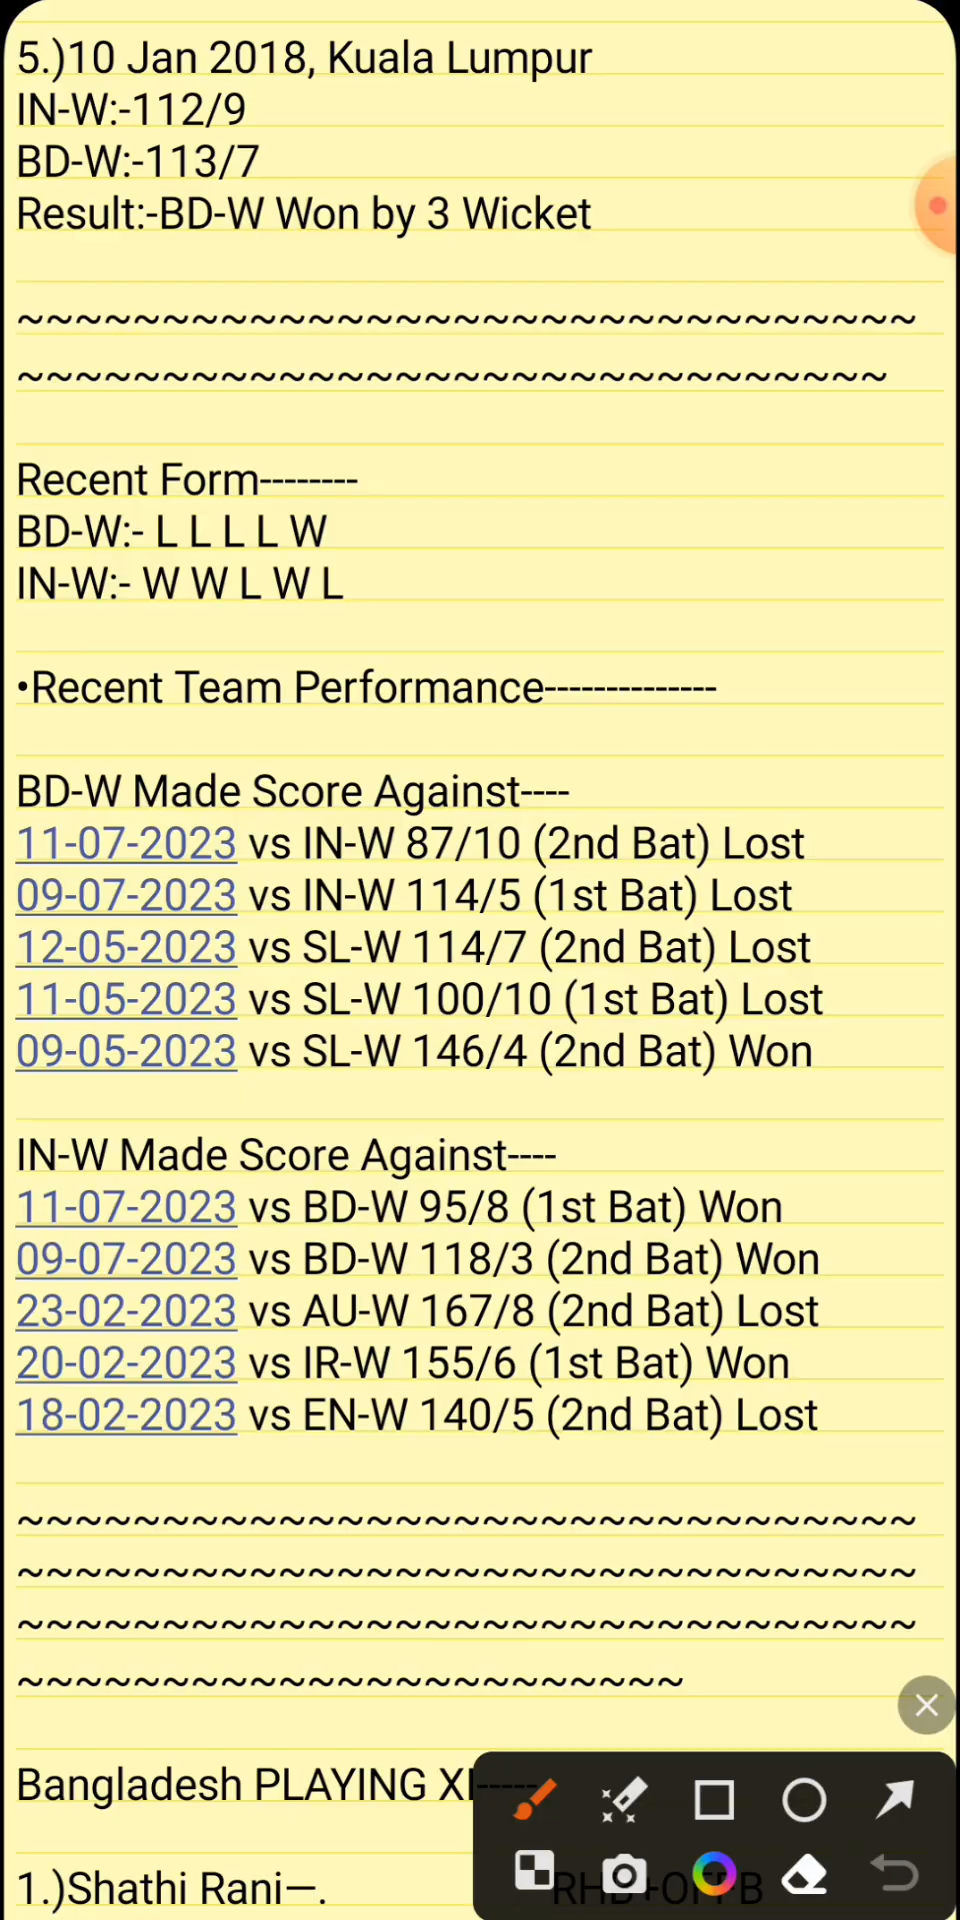 5.)10 Jan 2018, Kuala Lumpur
IN-W:-112/9
BD-W:-113/7
Result:-BD-W Won by 3 Wicket
~~~~~~~~~~~~~~~~~~~~~~~~~~~~~~~
~~~~~~~~~~~~~~~~~~~~~~~~~~~~~~
Recent Form--------
BD-W:- L L L L W
IN-W:- W W L W L
•Recent Team Performance--------------
BD-W Made Score Against----
11-07-2023 vs IN-W 87/10 (2nd Bat) Lost
09-07-2023 vs IN-W 114/5 (1st Bat) Lost
12-05-2023 vs SL-W 114/7 (2nd Bat) Lost
11-05-2023 vs SL-W 100/10 (1st Bat) Lost
09-05-2023 vs SL-W 146/4 (2nd Bat) Won
IN-W Made Score Against----
11-07-2023 vs BD-W 95/8 (1st Bat) Won
09-07-2023 vs BD-W 118/3 (2nd Bat) Won
23-02-2023 vs AU-W 167/8 (2nd Bat) Lost
20-02-2023 vs IR-W 155/6 (1st Bat) Won
18-02-2023 vs EN-W 140/5 (2nd Bat) Lost
~~~~~~~~~~~~~~~~~~~~~~~~~~~~~~~
~~~~~~~~~~~~~~~~~~~~~~~~~~~~~~~
~~~~~~~~~~~~~~~~~~~~~~~~~~~~~~~
~~~~~~~~~~~~~~~~~~~~~~~
Bangladesh PLAYING XI-----
1.)Shathi Rani—.